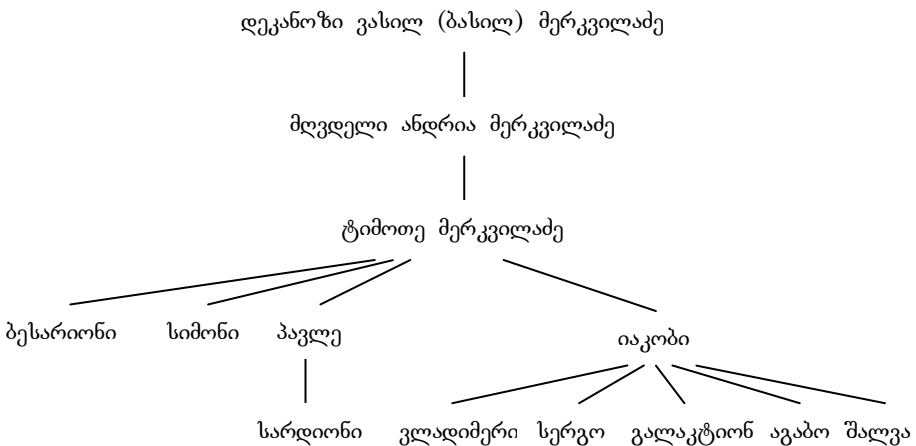 დეკანოზი ვასილ (ბასილ) მერკვილაძე
მღვდელი ანდრია მერკვილაძე
ტიმოთე მერკვილაძე
ბესარიონი სიმონი პავლე იაკობი
სარდიონი ვლადიმერი სერგო გალაკტიონ აგაბო შალვა